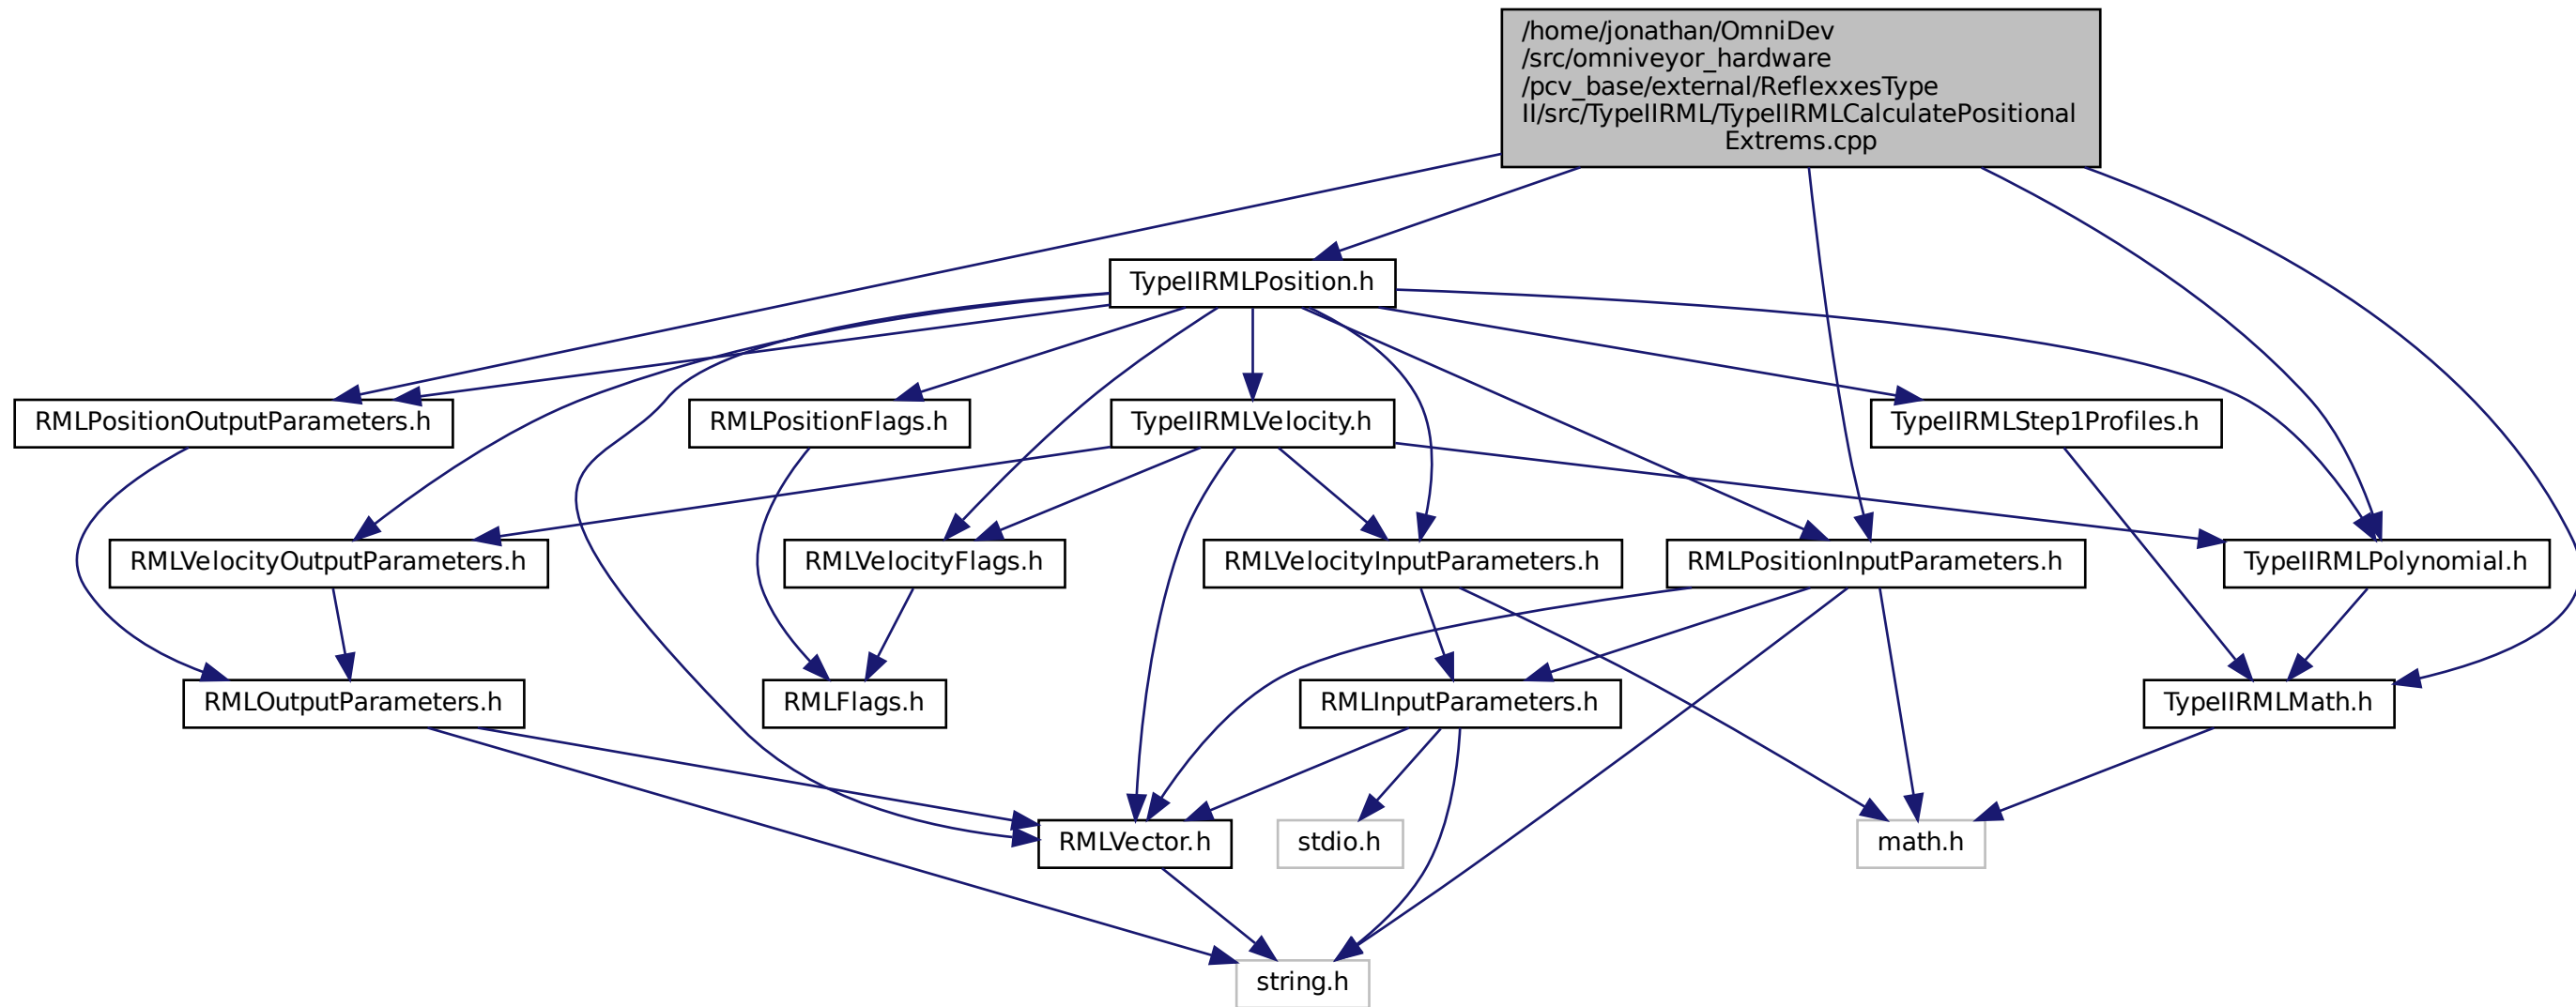 /home/jonathan/OmniDev
/src/omniveyor_hardware
/pcv_base/external/ReflexxesType
II/src/TypeIIRML/TypeIIRMLCalculatePositional
Extrems.cpp
TypeIIRMLPosition.h
RMLPositionOutputParameters.h
RMLPositionFlags.h
TypeIIRMLVelocity.h
TypeIIRMLStep1Profiles.h
RMLVelocityOutputParameters.h
RMLVelocityFlags.h
RMLVelocityInputParameters.h
RMLPositionInputParameters.h
TypeIIRMLPolynomial.h
RMLOutputParameters.h
RMLFlags.h
RMLInputParameters.h
TypeIIRMLMath.h
RMLVector.h
stdio.h
math.h
string.h